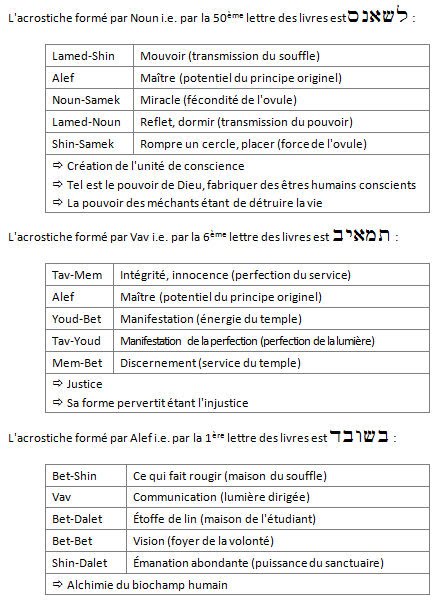 L'acrostiche formé par Noun i.e. par la 50ème lettre des livres est לשאנס :
Lamed-Shin Mouvoir (transmission du souffle)
Alef Maître (potentiel du principe originel)
Noun-Samek Miracle (fécondité de l'ovule)
Lamed-Noun Reflet, dormir (transmission du pouvoir)
Shin-Samek Rompre un cercle, placer (force de l'ovule)
⇨ Création de l'unité de conscience
⇨ Tel est le pouvoir de Dieu, fabriquer des êtres humains conscients
⇨ La pouvoir des méchants étant de détruire la vie
L'acrostiche formé par Vav i.e. par la 6ème lettre des livres est תמאיב :
Tav-Mem Intégrité, innocence (perfection du service)
Alef Maître (potentiel du principe originel)
Youd-Bet Manifestation (énergie du temple)
Tav-Youd Manifestation de la perfection (perfection de la lumière)
Mem-Bet Discernement (service du temple)
⇨ Justice
⇨ Sa forme pervertit étant l'injustice
L'acrostiche formé par Alef i.e. par la 1ère lettre des livres est בשובד :
Bet-Shin Ce qui fait rougir (maison du souffle)
Vav Communication (lumière dirigée)
Bet-Dalet Étoffe de lin (maison de l'étudiant)
Bet-Bet Vision (foyer de la volonté)
Shin-Dalet Émanation abondante (puissance du sanctuaire)
⇨ Alchimie du biochamp humain